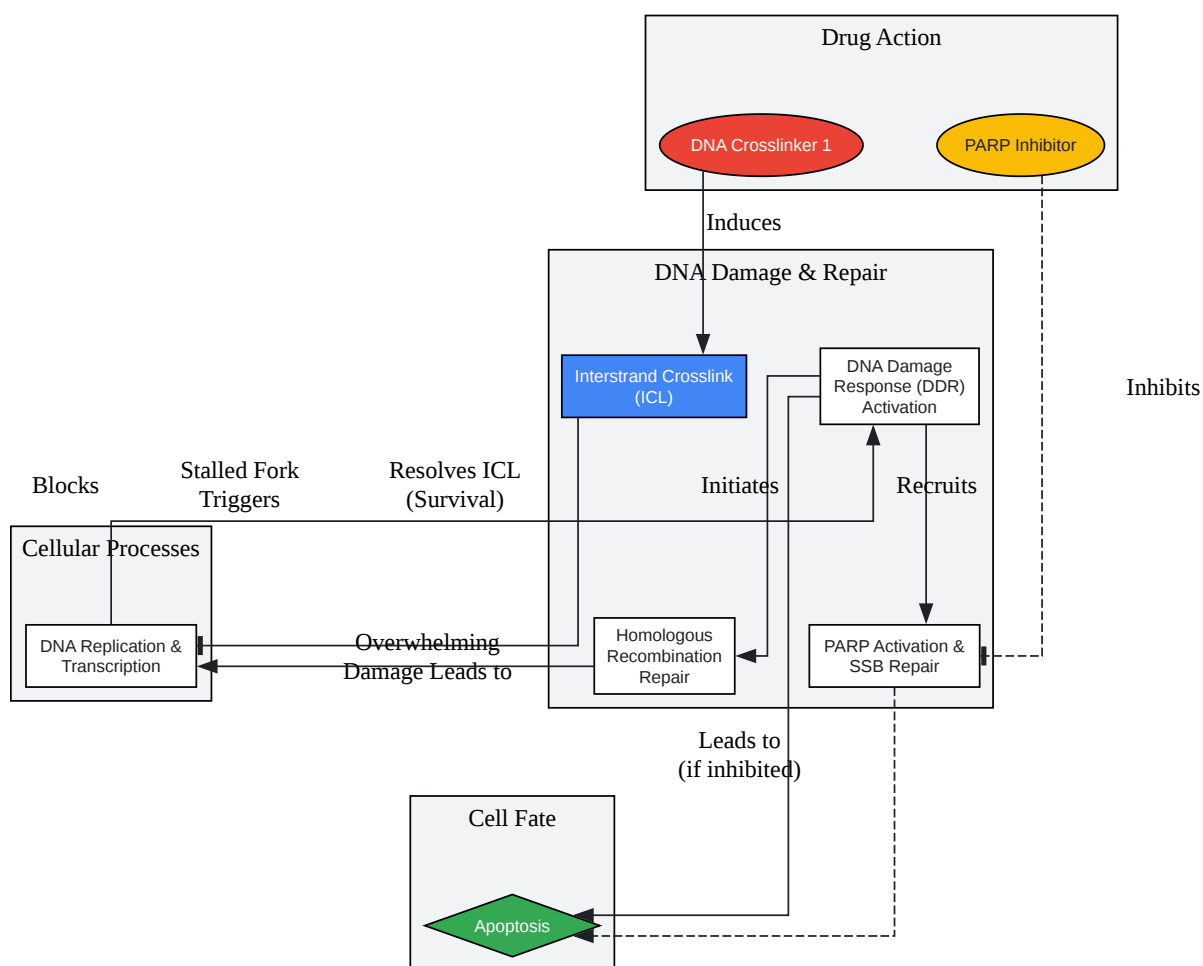 Drug Action
DNA Crosslinker 1
PARP Inhibitor
Induces
DNA Damage & Repair
Interstrand Crosslink
(ICL)
DNA Damage
Response (DDR)
Activation
Inhibits
Blocks
Stalled Fork
Triggers
Resolves ICL
(Survival)
Initiates
Recruits
Cellular Processes
DNA Replication &
Transcription
Overwhelming
Damage Leads to
Homologous
Recombination
Repair
PARP Activation &
SSB Repair
Leads to
(if inhibited)
Cell Fate
Apoptosis